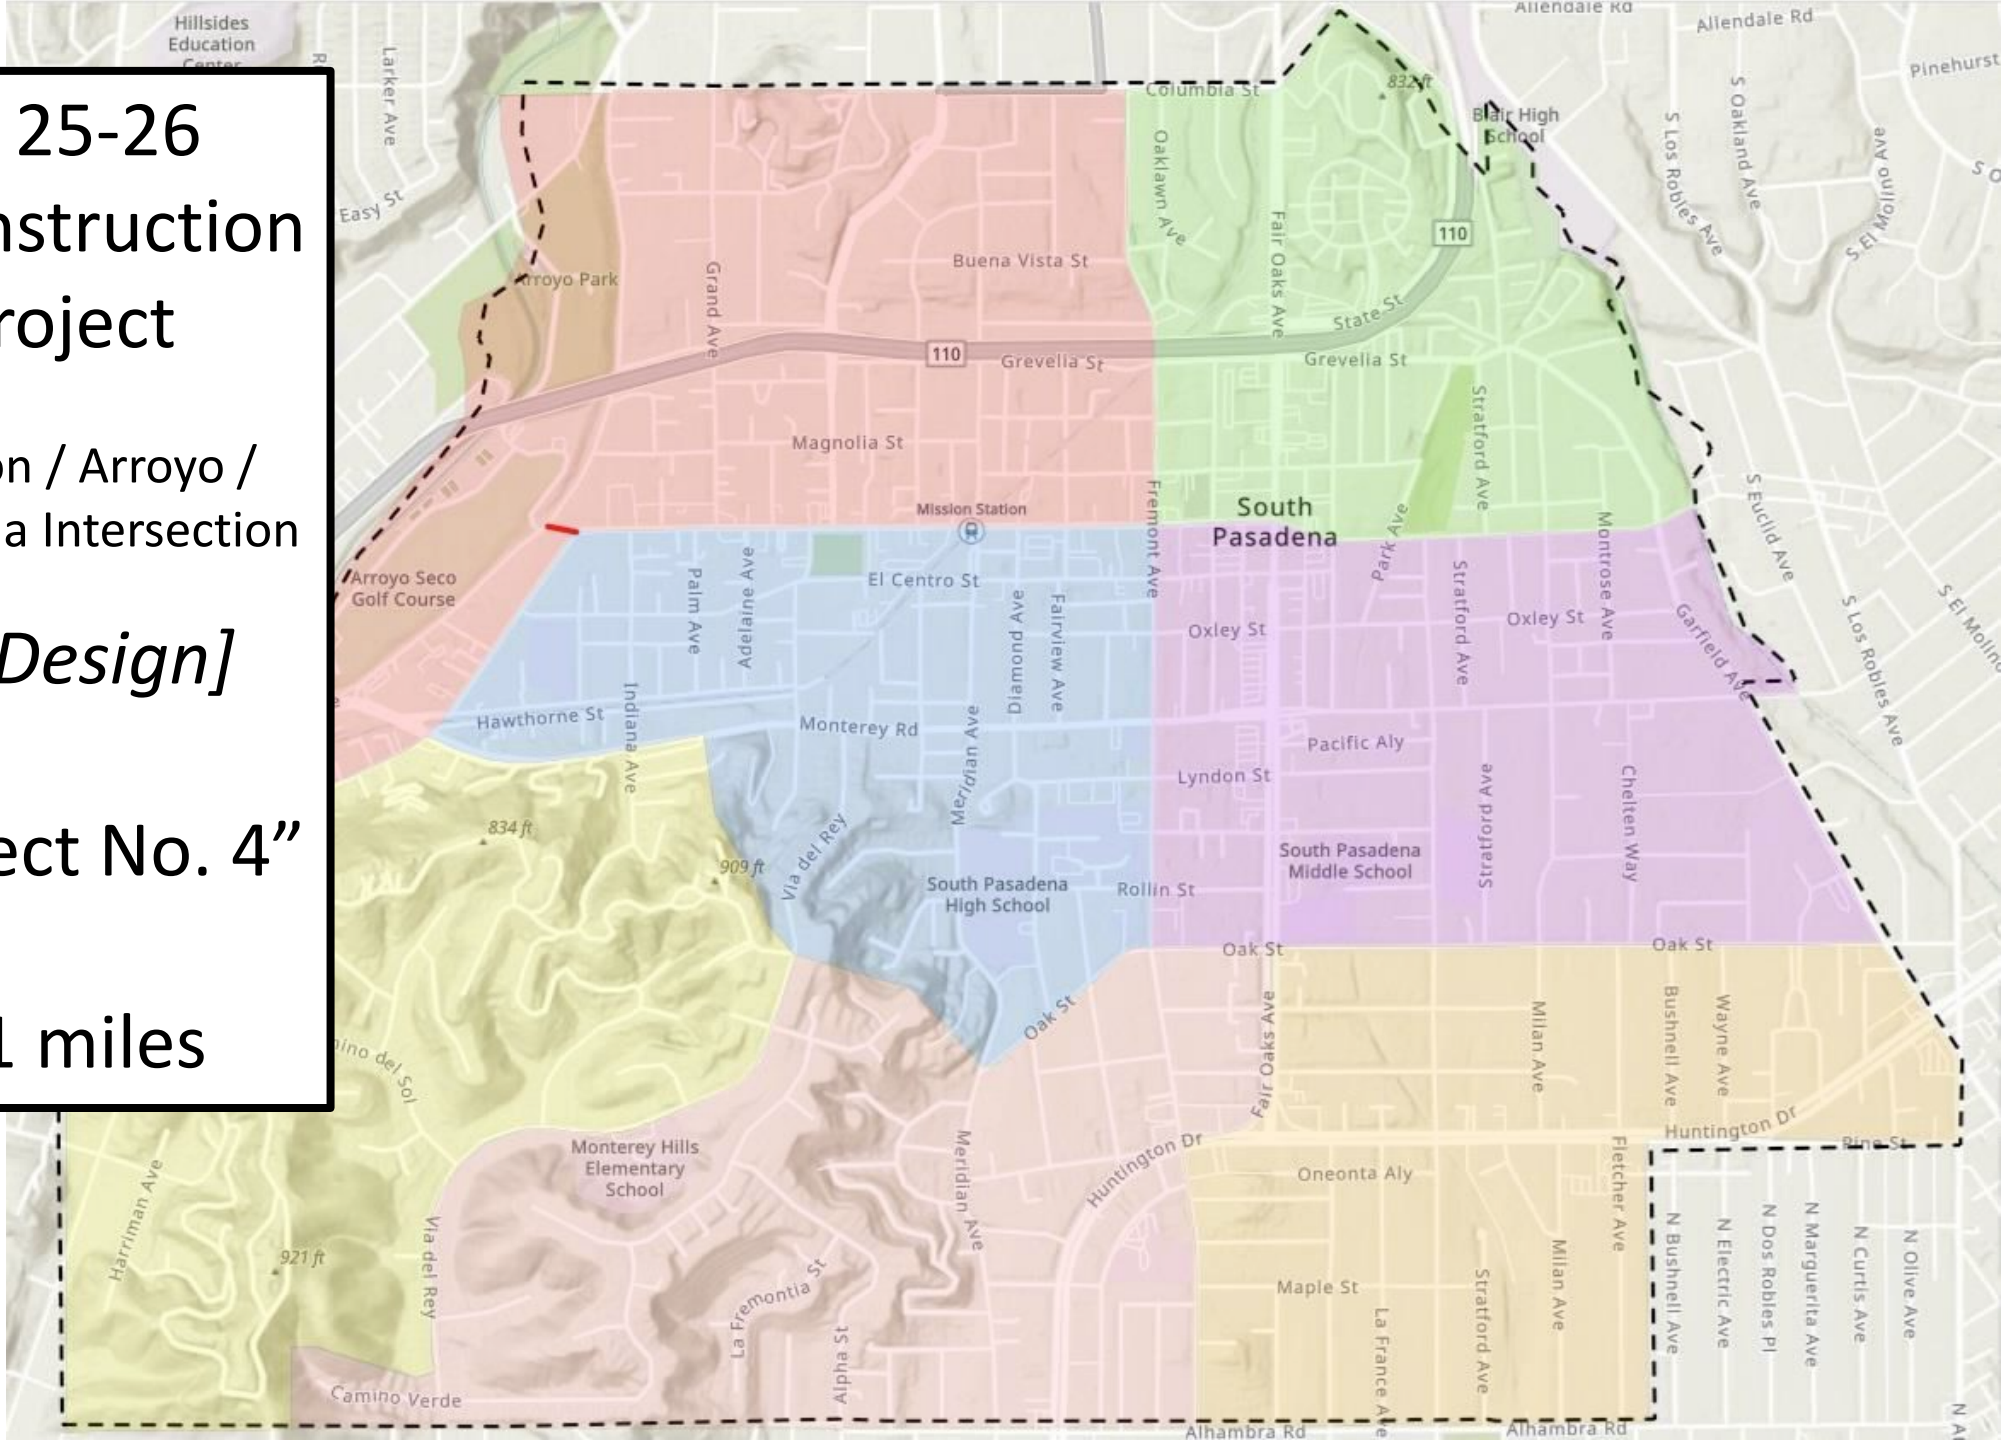 25-26
nstruction
roject
on / Arroyo /
a Intersection
Design]
ect No. 4”
1 miles
Hillsides
Education
Center
Larker Ave
Easy St
Allendale Rd
Allendale Rd
Pinehurst
Columbia St
832 ft
Blair High
School
S Oakland Ave
S Los Robles Ave
S El Molino Ave
S O
Oaklawn Ave
Fair Oaks Ave
110
Arroyo Park
Grand Ave
Buena Vista St
State St
110
Grevelia St
Grevelia St
Magnolia St
Stratford Ave
Mission Station
Fremont Ave
South
Pasadena
Park Ave
Montrose Ave
S Euclid Ave
Arroyo Seco
Golf Course
Palm Ave
Adelaine Ave
El Centro St
Diamond Ave
Fairview Ave
Oxley St
Stratford Ave
Oxley St
Garfield Ave
S Los Robles Ave
S El Molino
Hawthorne St
Indiana Ave
Monterey Rd
Meridian Ave
Pacific Aly
Lyndon St
Stratford Ave
Chelten Way
834 ft
909 ft
Via del Rey
South Pasadena
High School
Rollin St
South Pasadena
Middle School
Oak St
Oak St
Oak St
Fair Oaks Ave
Milan Ave
Bushnell Ave
Wayne Ave
mino del Sol
Huntington Dr
Pine St
Monterey Hills
Elementary
School
Meridian Ave
Huntington Dr
Oneonta Aly
Fletcher Ave
Harriman Ave
921 ft
Via del Rey
La Fremontia St
Alpha St
Maple St
La France Ave
Stratford Ave
Milan Ave
N Bushnell Ave
N Electric Ave
N Dos Robles Pl
N Marguerita Ave
N Curtis Ave
N Olive Ave
Camino Verde
Alhambra Rd
Alhambra Rd